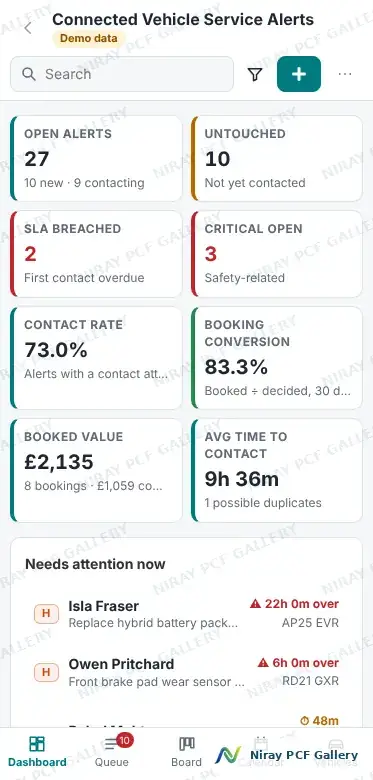 Connected Vehicle Service Alerts
Demo data
Search
OPEN ALERTS
27
10 new · 9 contacting
UNTOUCHED
10
Not yet contacted
SLA BREACHED
2
First contact overdue
CRITICAL OPEN
3
Safety-related
CONTACT RATE
73.0%
Alerts with a contact att...
BOOKING
CONVERSION
83.3%
Booked ÷ decided, 30 d...
BOOKED VALUE
£2,135
8 bookings · £1,059 co...
AVG TIME TO
CONTACT
9h 36m
1 possible duplicates
Needs attention now
H
Isla Fraser
22h 0m over
Replace hybrid battery pack...
AP25 EVR
H
Owen Pritchard
6h 0m over
Front brake pad wear sensor ...
RD21 GXR
48m
Dashboard
Queue
10
Board
Niray PCF Gallery
NIRAY PCF GALLERY